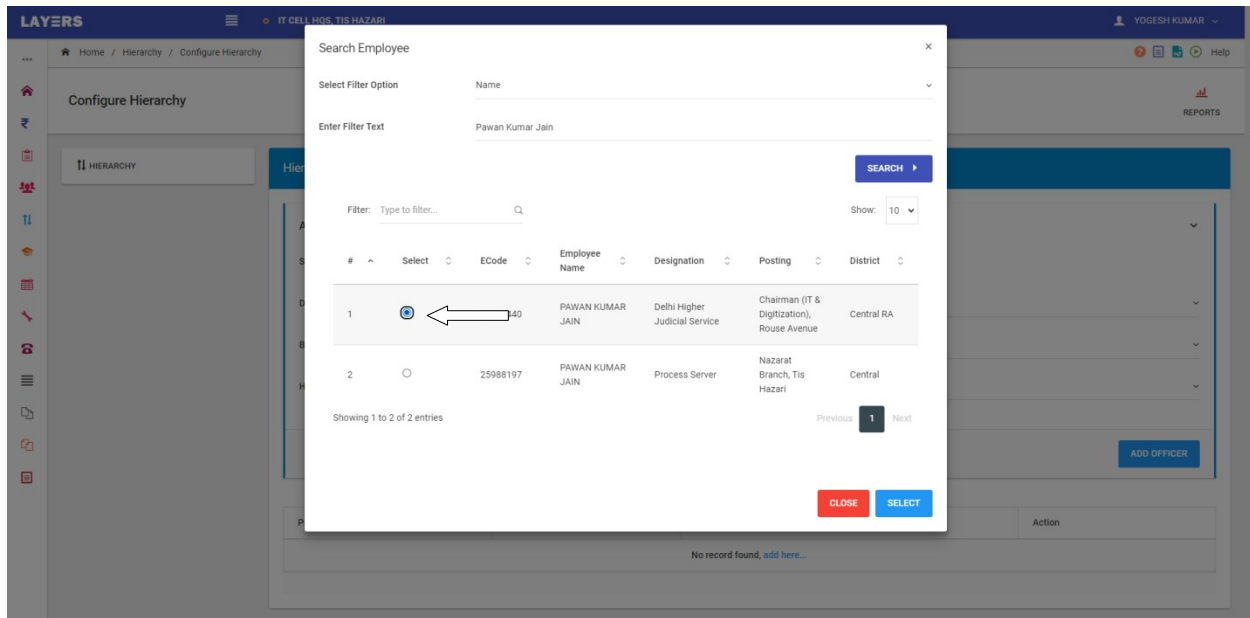 LAYΞRS
IT CELL HQS, TIS HAZARI
YOGESH KUMAR
Home / Hierarchy / Configure Hierarchy
Help
Configure Hierarchy
REPORTS
HIERARCHY
Search Employee
×
Select Filter Option
Name
Enter Filter Text
Pawan Kumar Jain
SEARCH
Filter: Type to filter...
Show: 10
# Select ECode Employee Name Designation Posting District
1 440 PAWAN KUMAR JAIN Delhi Higher Judicial Service Chairman (IT & Digitization), Rouse Avenue Central RA
2 25988197 PAWAN KUMAR JAIN Process Server Nazarat Branch, Tis Hazari Central
Showing 1 to 2 of 2 entries
Previous 1 Next
CLOSE SELECT
ADD OFFICER
Action
No record found, add here...